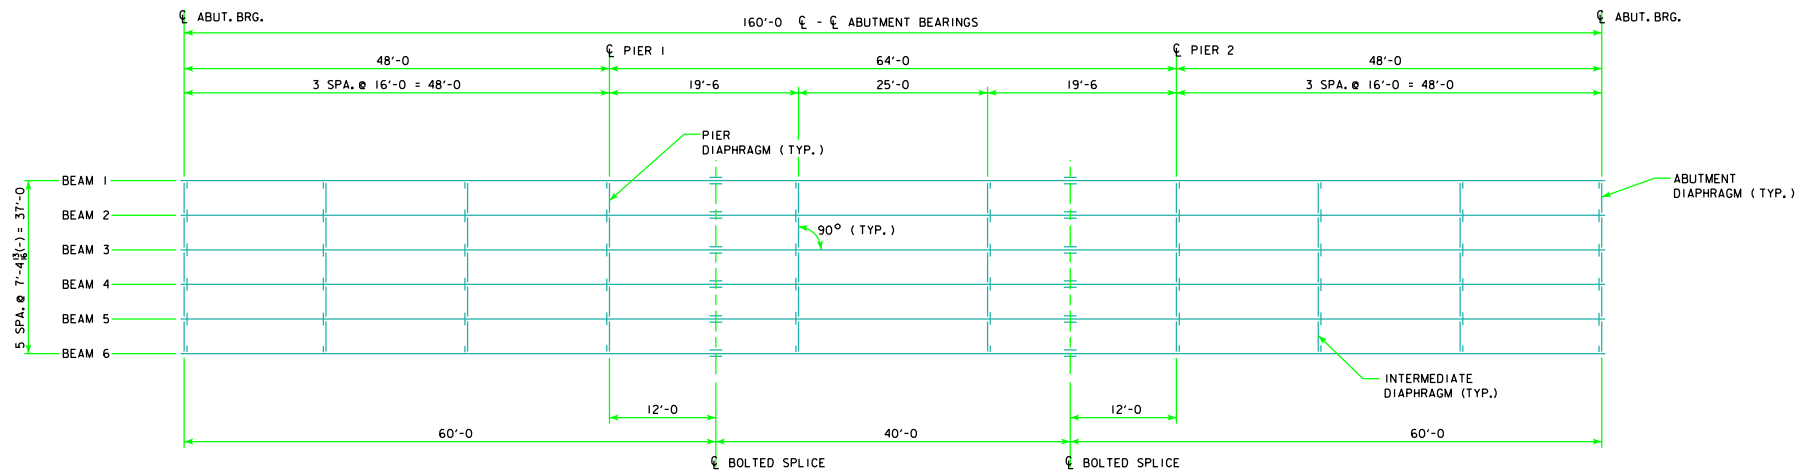 ℄ ABUT. BRG.
160'-0 ℄ - ℄ ABUTMENT BEARINGS
℄ ABUT. BRG.
℄ PIER 1
℄ PIER 2
48'-0
64'-0
48'-0
3 SPA. @ 16'-0 = 48'-0
19'-6
25'-0
19'-6
3 SPA. @ 16'-0 = 48'-0
PIER
DIAPHRAGM (TYP.)
ABUTMENT
DIAPHRAGM (TYP.)
BEAM 1
BEAM 2
BEAM 3
BEAM 4
BEAM 5
BEAM 6
5 SPA. @ 7'-4 13/16(-) = 37'-0
90° (TYP.)
INTERMEDIATE
DIAPHRAGM (TYP.)
12'-0
12'-0
60'-0
40'-0
60'-0
℄ BOLTED SPLICE
℄ BOLTED SPLICE